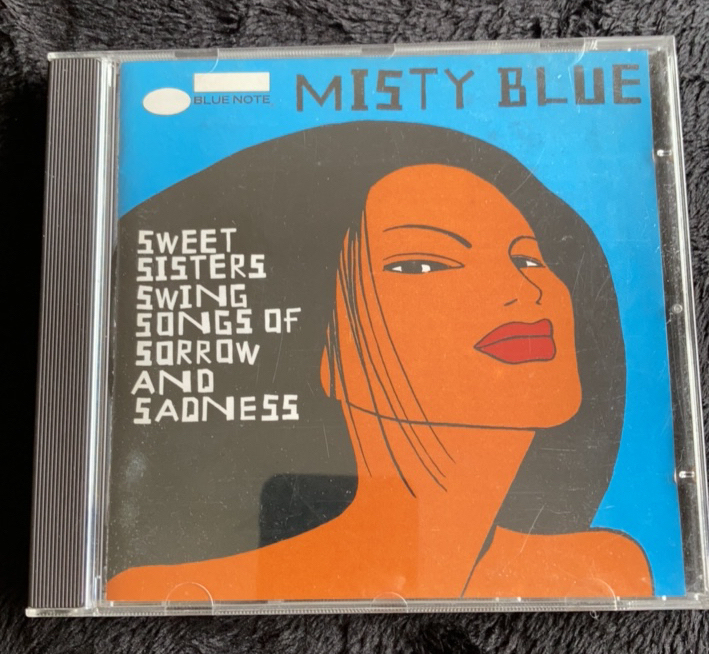 BLUE NOTE
MISTY BLUE
SWEET
SISTERS
SWING
SONGS OF
SORROW
AND
SADNESS